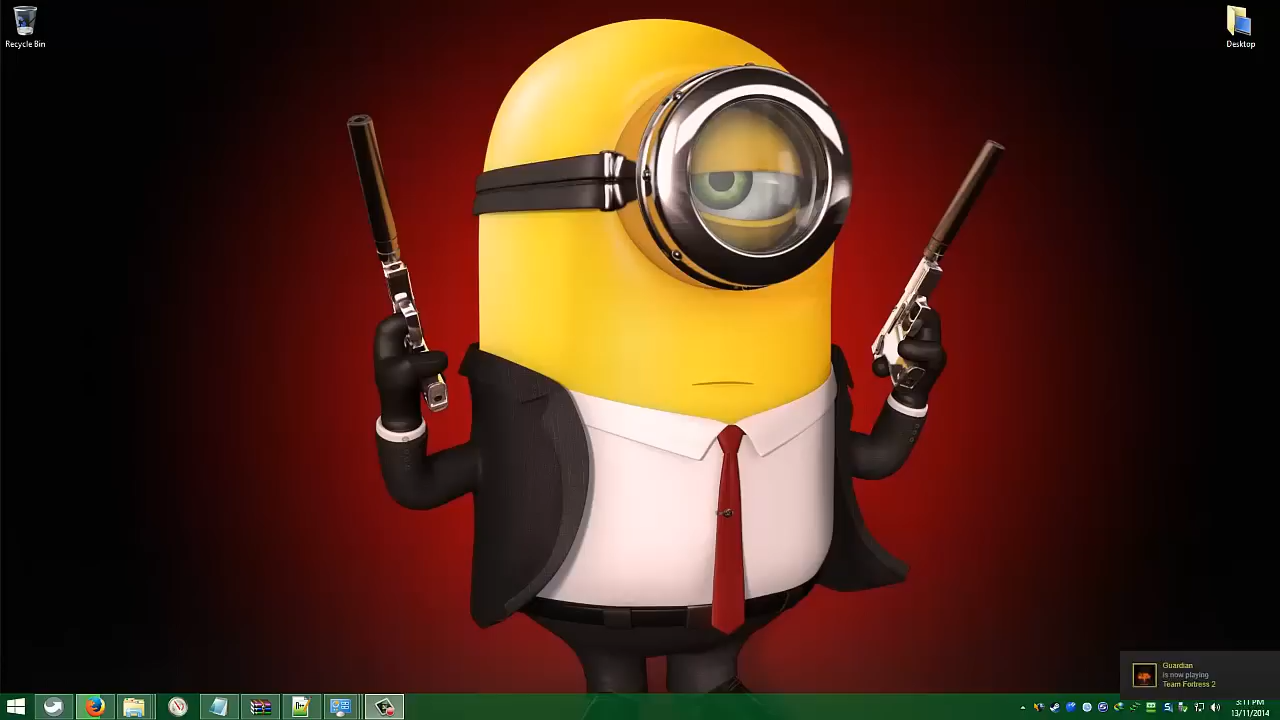 Recycle Bin
Desktop
Guardian
is now playing
Team Fortress 2
3:11 PM
13/11/2014